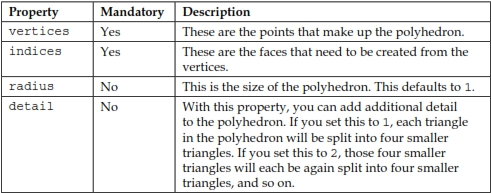 Property Mandatory Description
vertices Yes These are the points that make up the polyhedron.
indices Yes These are the faces that need to be created from the
vertices.
radius No This is the size of the polyhedron. This defaults to 1.
detail No With this property, you can add additional detail
to the polyhedron. If you set this to 1, each triangle
in the polyhedron will be split into four smaller
triangles. If you set this to 2, those four smaller
triangles will each be again split into four smaller
triangles, and so on.